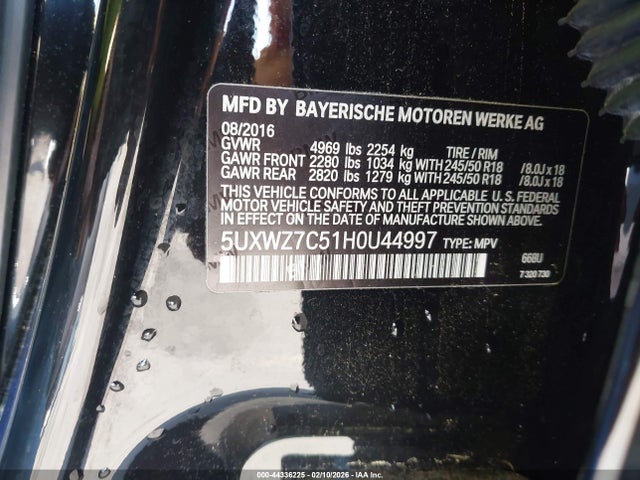 MFD BY BAYERISCHE MOTOREN WERKE AG
08/2016
GVWR 4969 lbs 2254 kg TIRE / RIM
GAWR FRONT 2280 lbs 1034 kg WITH 245/50 R18 /8.0J x 18
GAWR REAR 2820 lbs 1279 kg WITH 245/50 R18 /8.0J x 18
THIS VEHICLE CONFORMS TO ALL APPLICABLE U. S. FEDERAL
MOTOR VEHICLE SAFETY AND THEFT PREVENTION STANDARDS IN
EFFECT ON THE DATE OF MANUFACTURE SHOWN ABOVE.
5UXWZ7C51H0U44997 TYPE: MPV
668U
7 320 730
000-44336225 - 02/10/2026 - IAA Inc.